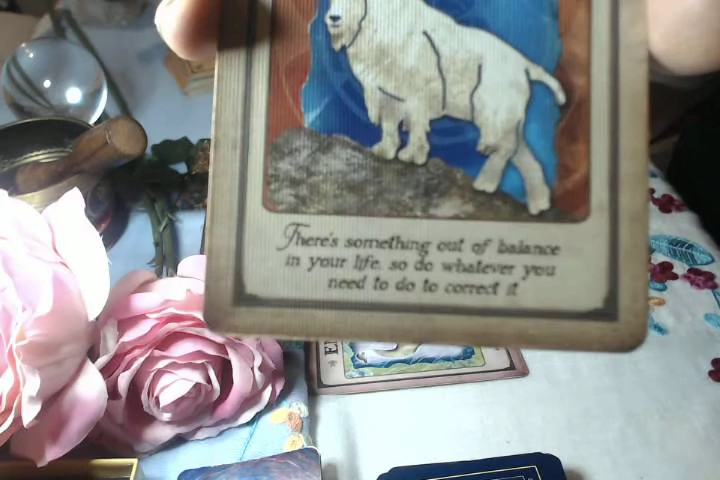 There's something out of balance
in your life, so do whatever you
need to do to correct it